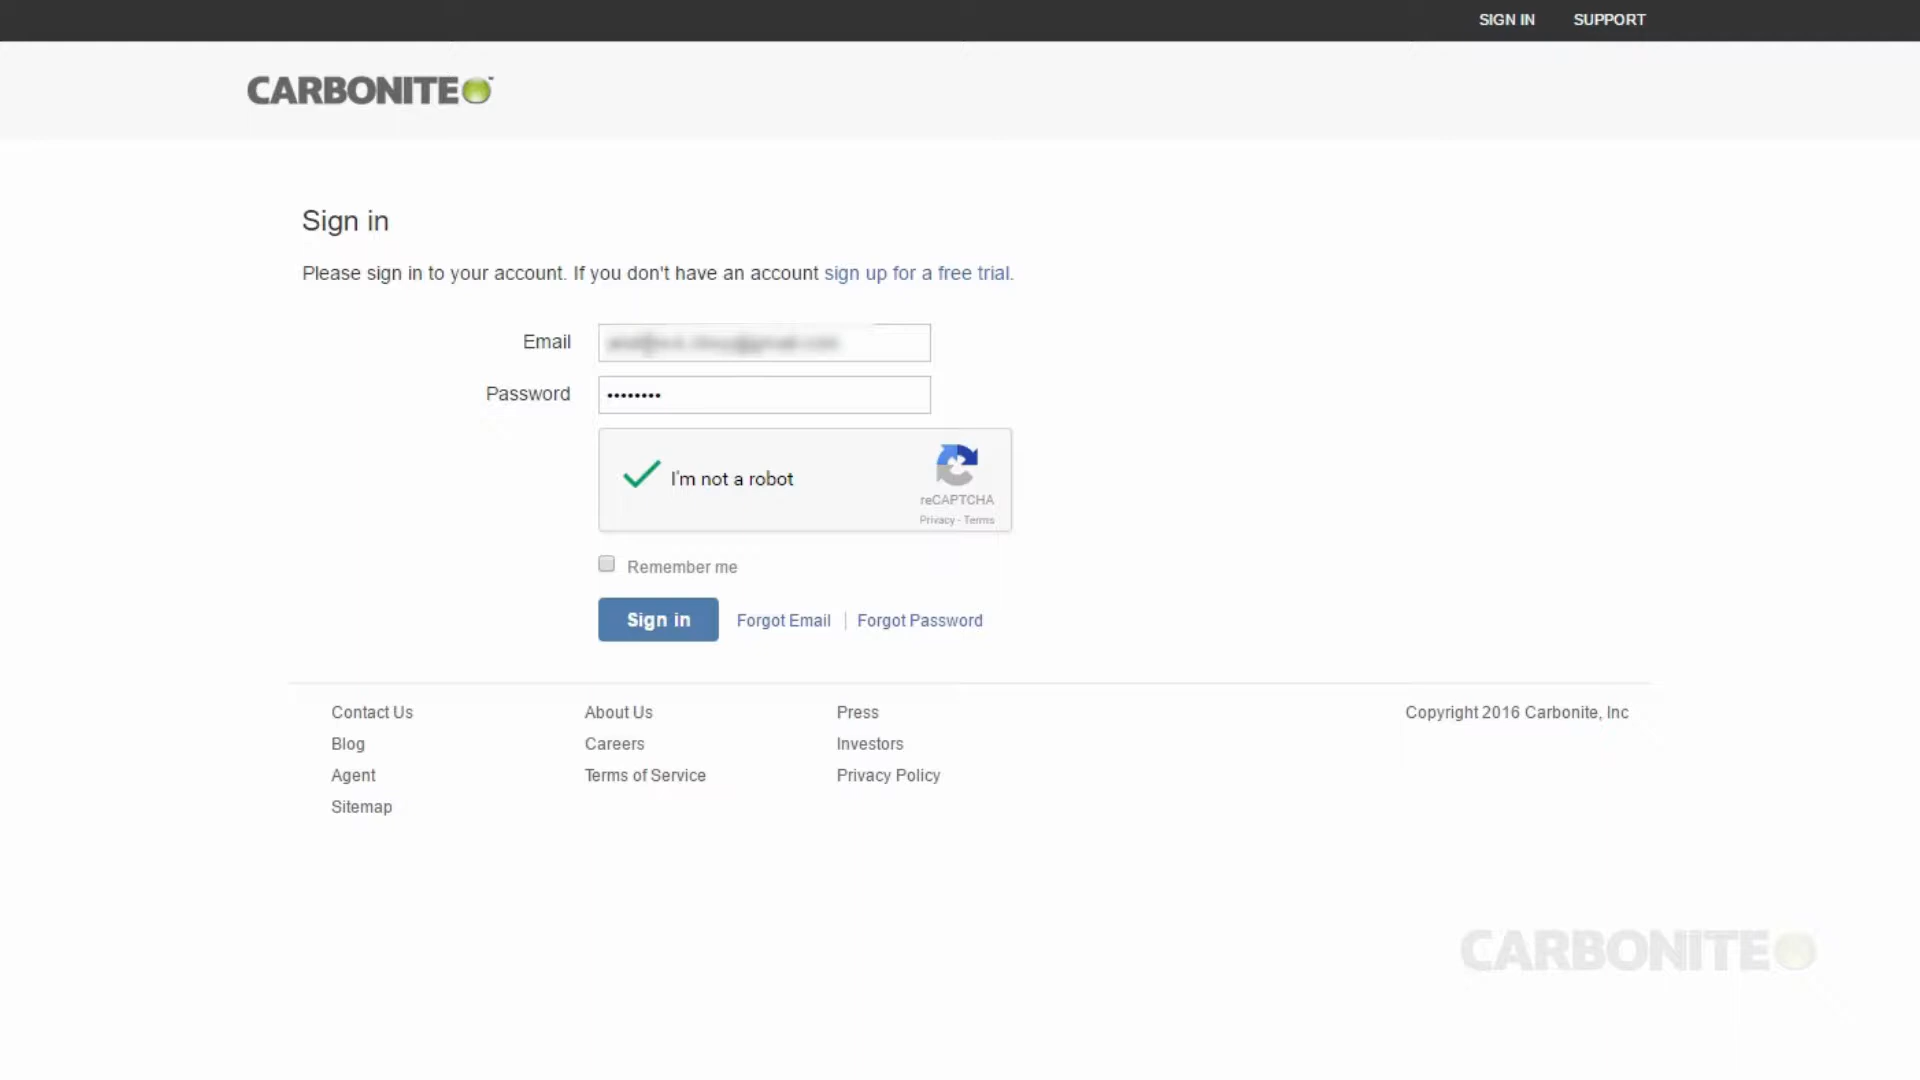 SIGN IN SUPPORT
CARBONITE
Sign in
Please sign in to your account. If you don't have an account sign up for a free trial.
Email
Password ••••••••
I'm not a robot
reCAPTCHA
Privacy - Terms
Remember me
Sign in Forgot Email | Forgot Password
Contact Us About Us Press Copyright 2016 Carbonite, Inc
Blog Careers Investors
Agent Terms of Service Privacy Policy
Sitemap
CARBONITE